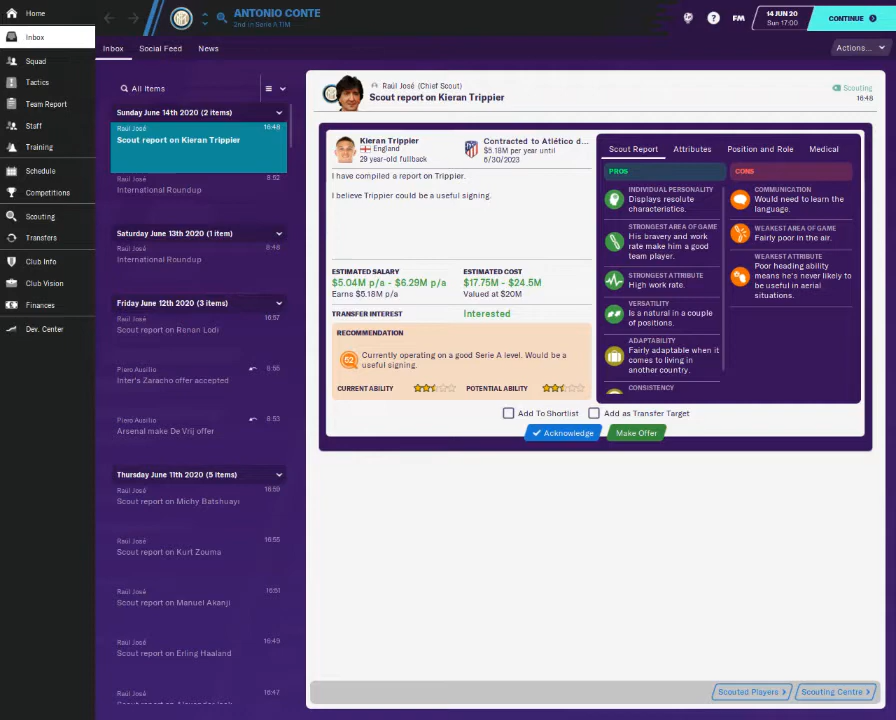 Home
Inbox
Squad
Tactics
Team Report
Staff
Training
Schedule
Competitions
Scouting
Transfers
Club Info
Club Vision
Finances
Dev. Center
ANTONIO CONTE
2nd in Serie A TIM
?
FM
14 JUN 20
SUN 17:00
CONTINUE
Inbox
Social Feed
News
Actions...
All Items
Sunday June 14th 2020 (2 items)
Raúl José
16:48
Scout report on Kieran Trippier
Raúl José
8:52
International Roundup
Saturday June 13th 2020 (1 item)
Raúl José
8:48
International Roundup
Friday June 12th 2020 (3 items)
Raúl José
16:57
Scout report on Renan Lodi
Piero Ausilio
9:55
Inter's Zaracho offer accepted
Piero Ausilio
8:53
Arsenal make De Vrij offer
Thursday June 11th 2020 (5 items)
Raúl José
16:59
Scout report on Michy Batshuayi
Raúl José
16:55
Scout report on Kurt Zouma
Raúl José
16:51
Scout report on Manuel Akanji
Raúl José
16:49
Scout report on Erling Haaland
Raúl José
16:47
Raúl José (Chief Scout)
Scout report on Kieran Trippier
Scouting
16:48
Kieran Trippier
England
29 year-old fullback
Contracted to Atlético d...
$5.18M per year until
6/30/2023
I have compiled a report on Trippier.
I believe Trippier could be a useful signing.
ESTIMATED SALARY
$5.04M p/a - $6.29M p/a
Earns $5.18M p/a
ESTIMATED COST
$17.75M - $24.5M
Valued at $20M
TRANSFER INTEREST
Interested
RECOMMENDATION
62
Currently operating on a good Serie A level. Would be a
useful signing.
CURRENT ABILITY
POTENTIAL ABILITY
Scout Report
Attributes
Position and Role
Medical
PROS
INDIVIDUAL PERSONALITY
Displays resolute
characteristics.
STRONGEST AREA OF GAME
His bravery and work
rate make him a good
team player.
STRONGEST ATTRIBUTE
High work rate.
VERSATILITY
Is a natural in a couple
of positions.
ADAPTABILITY
Fairly adaptable when it
comes to living in
another country.
CONSISTENCY
CONS
COMMUNICATION
Would need to learn the
language.
WEAKEST AREA OF GAME
Fairly poor in the air.
WEAKEST ATTRIBUTE
Poor heading ability
means he's never likely to
be useful in aerial
situations.
Add To Shortlist
Add as Transfer Target
Acknowledge
Make Offer
Scouted Players
Scouting Centre